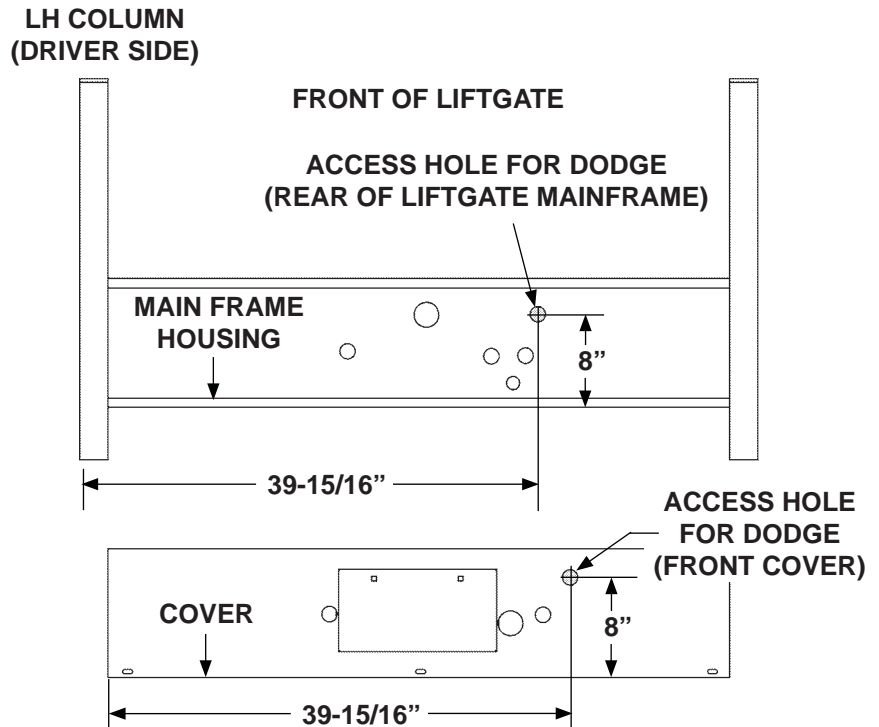 LH COLUMN
(DRIVER SIDE)
FRONT OF LIFTGATE
ACCESS HOLE FOR DODGE
(REAR OF LIFTGATE MAINFRAME)
MAIN FRAME
HOUSING
8”
39-15/16”
ACCESS HOLE
FOR DODGE
(FRONT COVER)
COVER
8”
39-15/16”